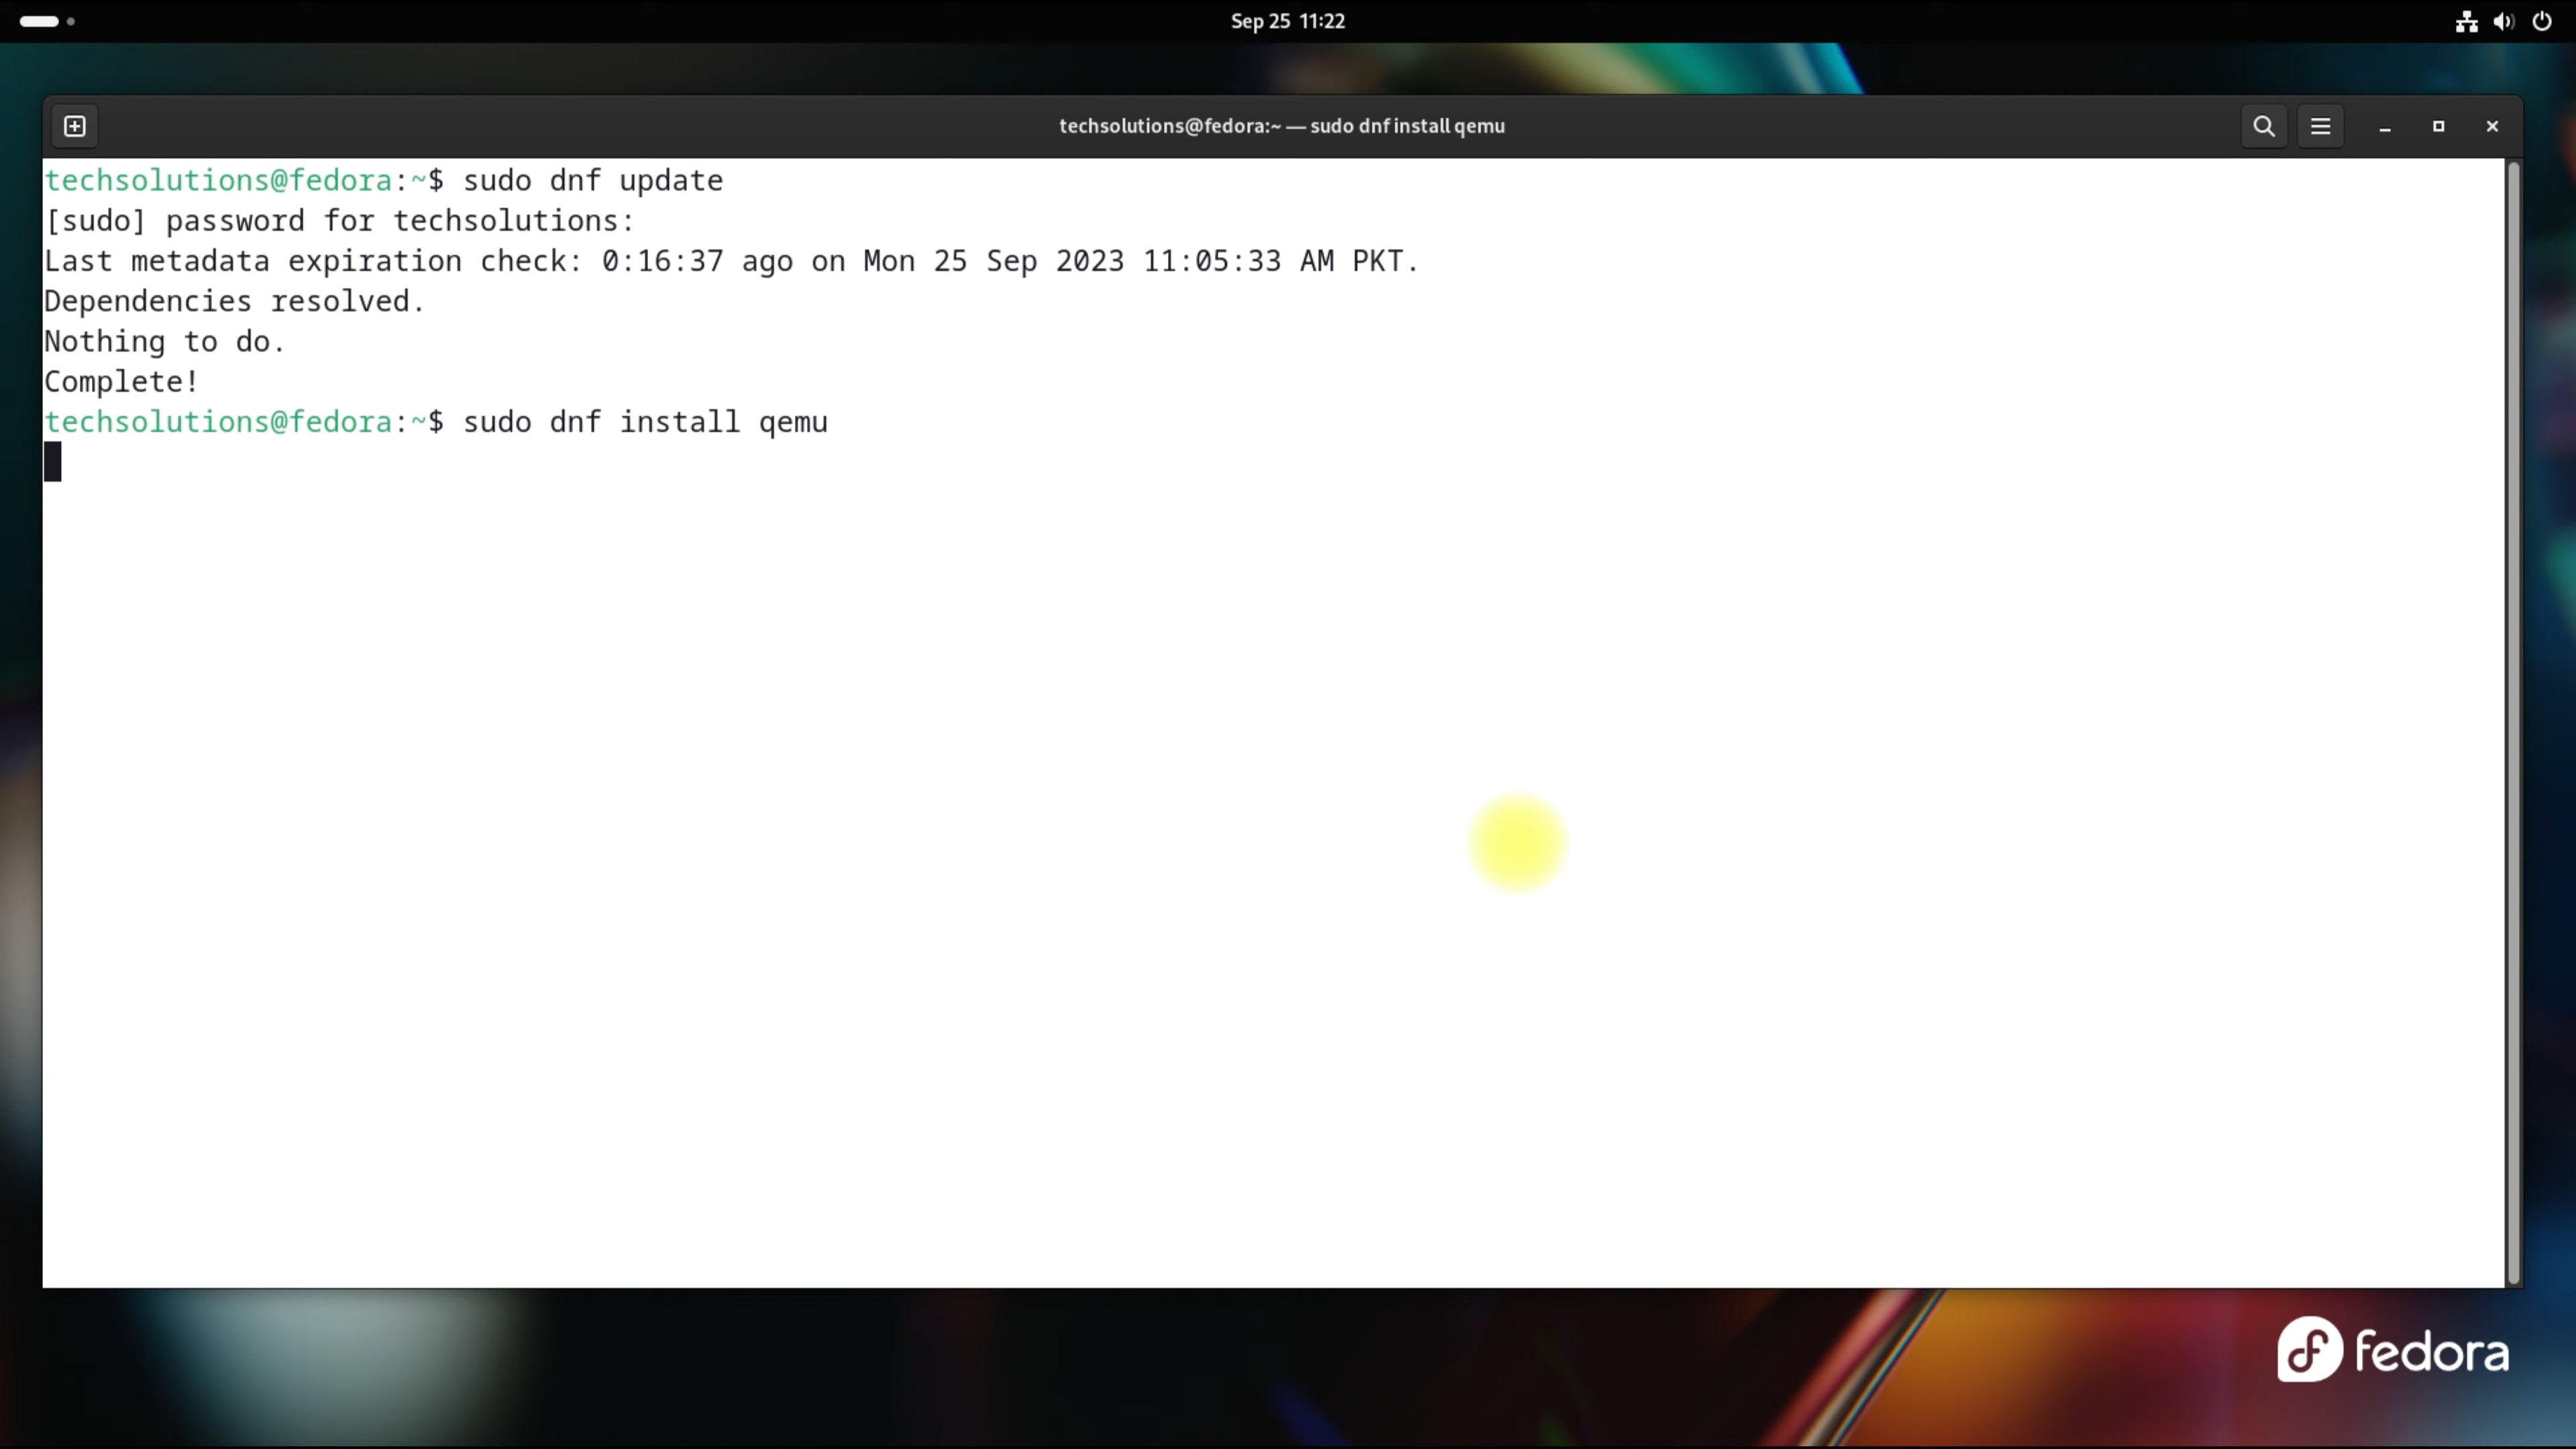 Sep 25 11:22
techsolutions@fedora:~ — sudo dnf install qemu
techsolutions@fedora:~$ sudo dnf update
[sudo] password for techsolutions:
Last metadata expiration check: 0:16:37 ago on Mon 25 Sep 2023 11:05:33 AM PKT.
Dependencies resolved.
Nothing to do.
Complete!
techsolutions@fedora:~$ sudo dnf install qemu
fedora